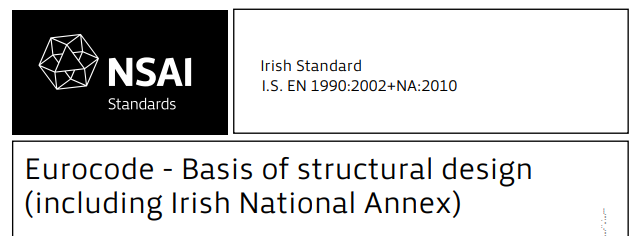 NSAI
Standards
Irish Standard
I.S. EN 1990:2002+NA:2010
Eurocode - Basis of structural design
(including Irish National Annex)